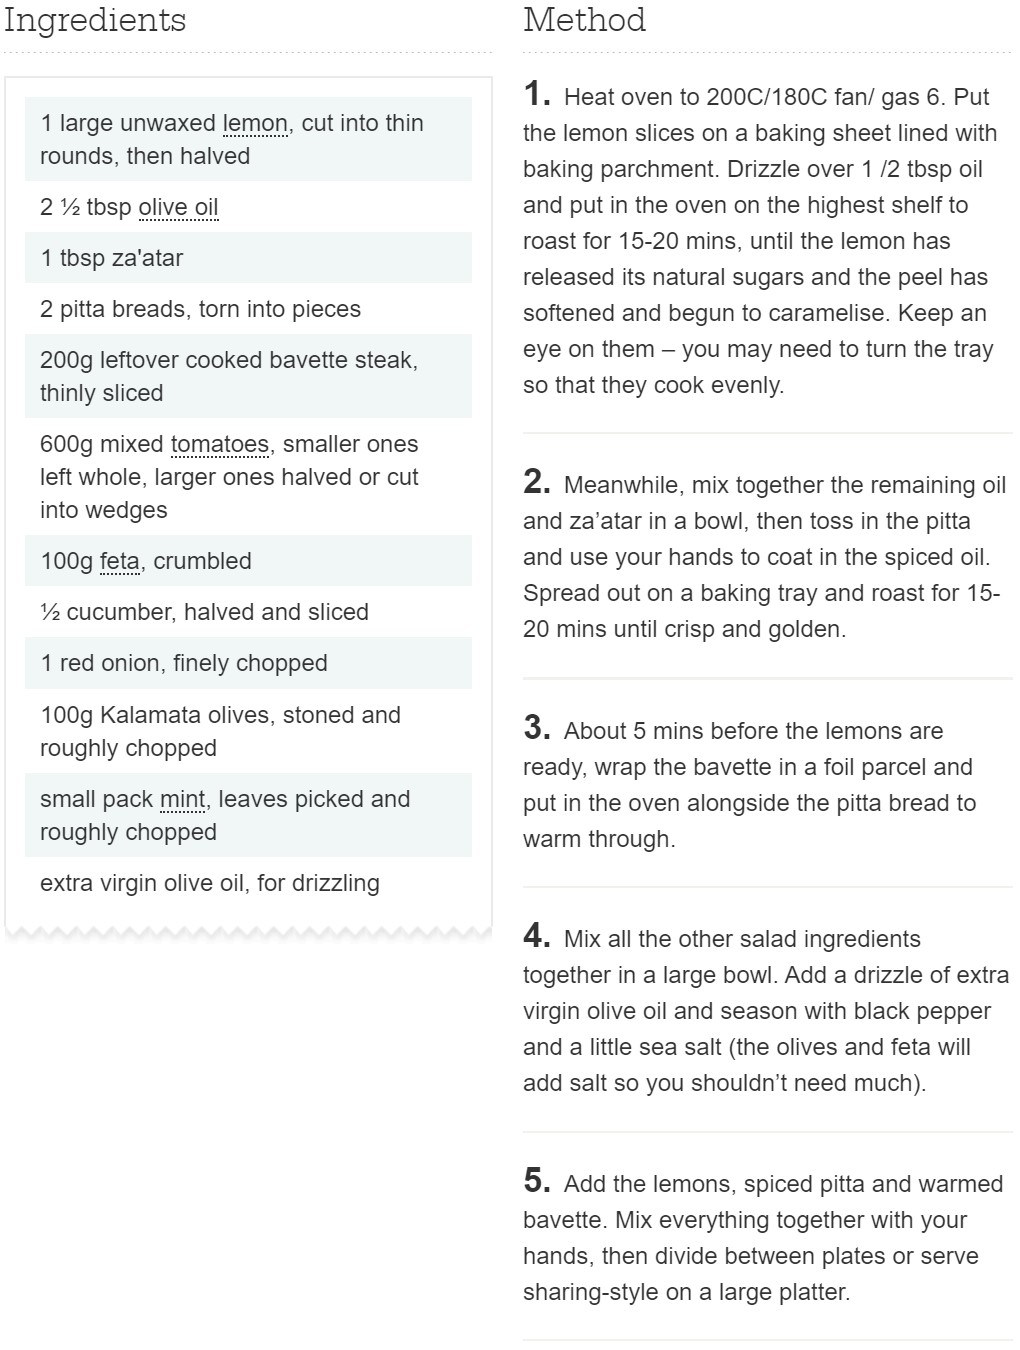 Ingredients
1 large unwaxed lemon, cut into thin
rounds, then halved
2 ½ tbsp olive oil
1 tbsp za'atar
2 pitta breads, torn into pieces
200g leftover cooked bavette steak,
thinly sliced
600g mixed tomatoes, smaller ones
left whole, larger ones halved or cut
into wedges
100g feta, crumbled
½ cucumber, halved and sliced
1 red onion, finely chopped
100g Kalamata olives, stoned and
roughly chopped
small pack mint, leaves picked and
roughly chopped
extra virgin olive oil, for drizzling
Method
1. Heat oven to 200C/180C fan/ gas 6. Put
the lemon slices on a baking sheet lined with
baking parchment. Drizzle over 1 /2 tbsp oil
and put in the oven on the highest shelf to
roast for 15-20 mins, until the lemon has
released its natural sugars and the peel has
softened and begun to caramelise. Keep an
eye on them – you may need to turn the tray
so that they cook evenly.
2. Meanwhile, mix together the remaining oil
and za’atar in a bowl, then toss in the pitta
and use your hands to coat in the spiced oil.
Spread out on a baking tray and roast for 15-
20 mins until crisp and golden.
3. About 5 mins before the lemons are
ready, wrap the bavette in a foil parcel and
put in the oven alongside the pitta bread to
warm through.
4. Mix all the other salad ingredients
together in a large bowl. Add a drizzle of extra
virgin olive oil and season with black pepper
and a little sea salt (the olives and feta will
add salt so you shouldn’t need much).
5. Add the lemons, spiced pitta and warmed
bavette. Mix everything together with your
hands, then divide between plates or serve
sharing-style on a large platter.